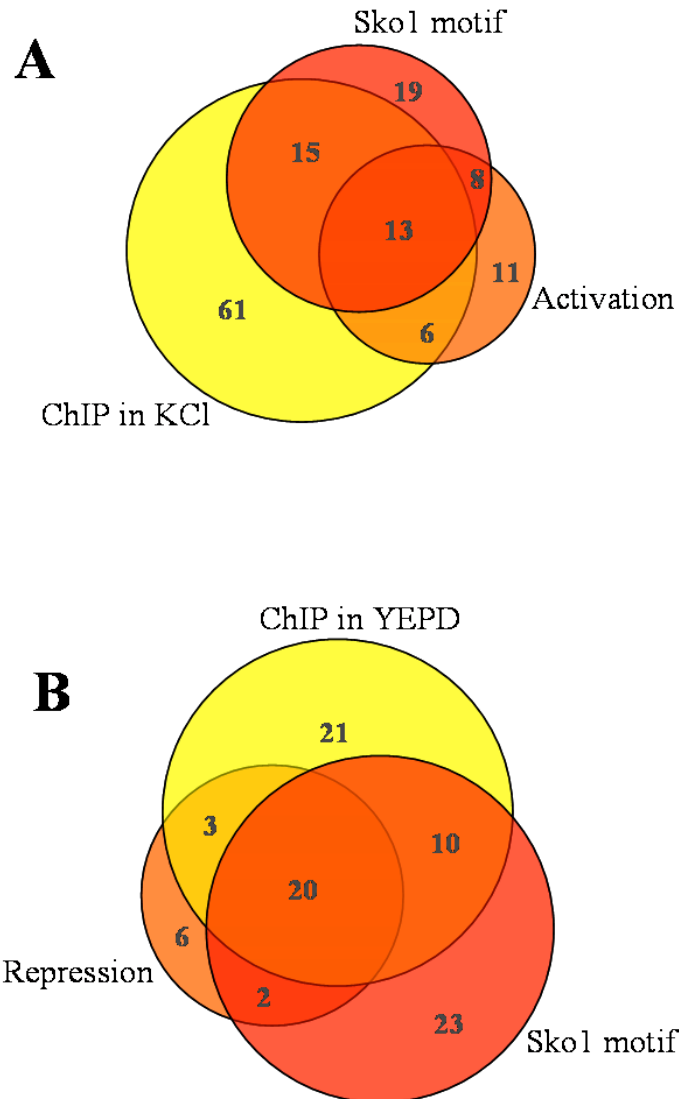 Sko1 motif
A
19
15
8
13
11
Activation
61
6
ChIP in KCl
ChIP in YEPD
B
21
3
10
20
6
Repression
2
23
Sko1 motif